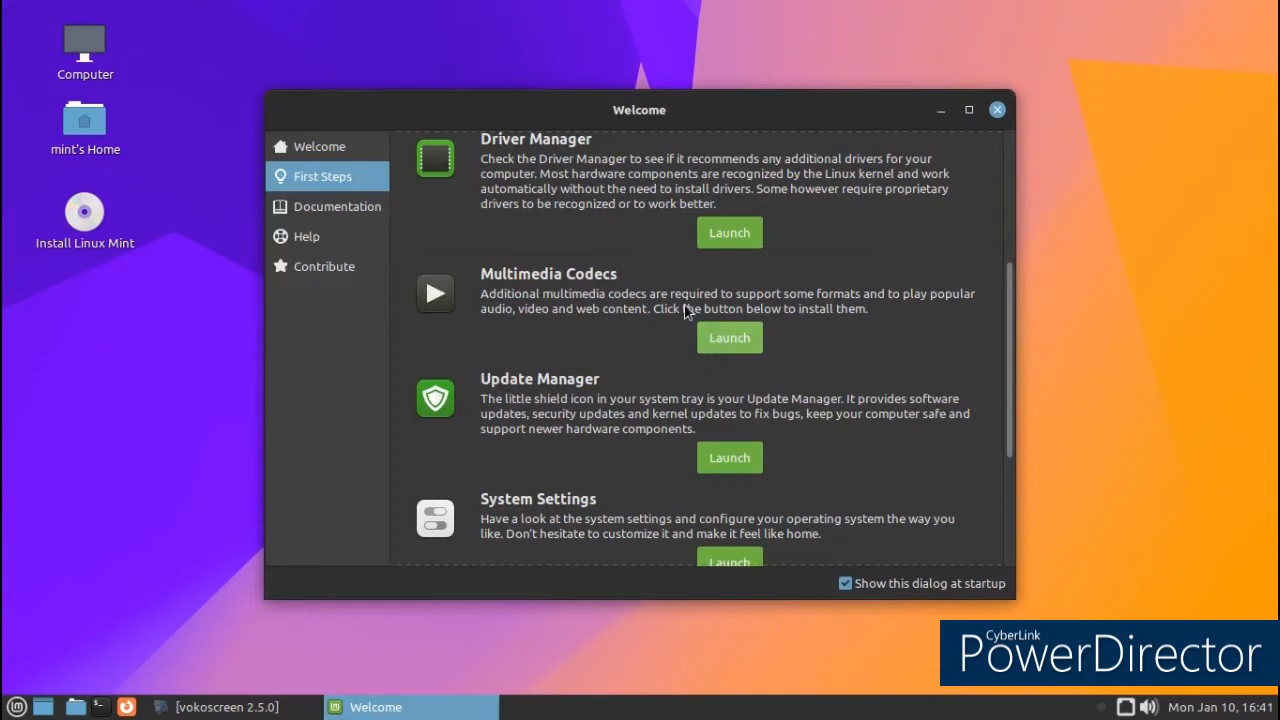 Computer
mint's Home
Install Linux Mint
Welcome
Welcome
First Steps
Documentation
Help
Contribute
Driver Manager
Check the Driver Manager to see if it recommends any additional drivers for your
computer. Most hardware components are recognized by the Linux kernel and work
automatically without the need to install drivers. Some however require proprietary
drivers to be recognized or to work better.
Launch
Multimedia Codecs
Additional multimedia codecs are required to support some formats and to play popular
audio, video and web content. Click the button below to install them.
Launch
Update Manager
The little shield icon in your system tray is your Update Manager. It provides software
updates, security updates and kernel updates to fix bugs, keep your computer safe and
support newer hardware components.
Launch
System Settings
Have a look at the system settings and configure your operating system the way you
like. Don't hesitate to customize it and make it feel like home.
Launch
Show this dialog at startup
CyberLink
PowerDirector
[vokoscreen 2.5.0]
Welcome
Mon Jan 10, 16:41